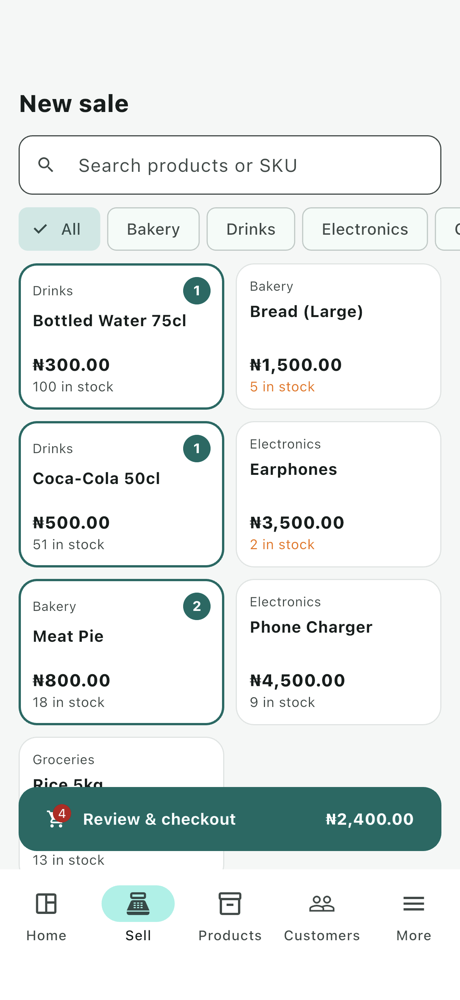 New sale
Search products or SKU
All
Bakery
Drinks
Electronics
Drinks
1
Bottled Water 75cl
₦300.00
100 in stock
Bakery
Bread (Large)
₦1,500.00
5 in stock
Drinks
1
Coca-Cola 50cl
₦500.00
51 in stock
Electronics
Earphones
₦3,500.00
2 in stock
Bakery
2
Meat Pie
₦800.00
18 in stock
Electronics
Phone Charger
₦4,500.00
9 in stock
Groceries
Rice 5kg
4
Review & checkout
₦2,400.00
13 in stock
Home
Sell
Products
Customers
More